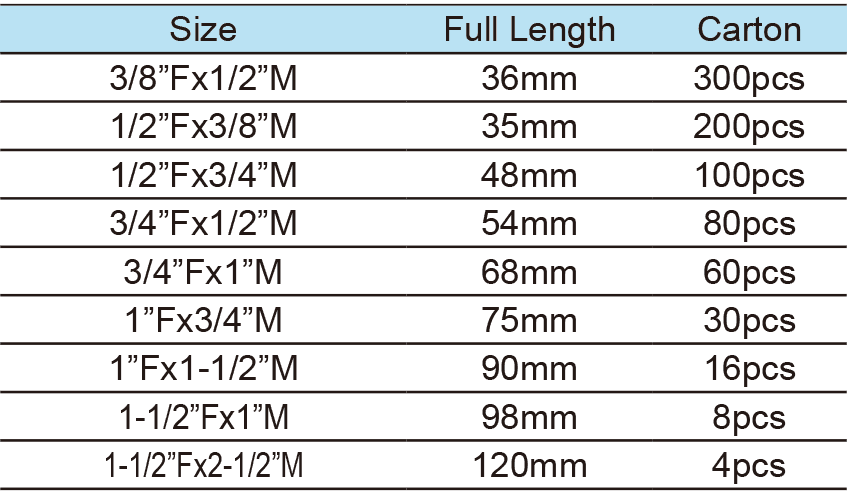 Size Full Length Carton
3/8”Fx1/2”M 36mm 300pcs
1/2”Fx3/8”M 35mm 200pcs
1/2”Fx3/4”M 48mm 100pcs
3/4”Fx1/2”M 54mm 80pcs
3/4”Fx1”M 68mm 60pcs
1”Fx3/4”M 75mm 30pcs
1”Fx1-1/2”M 90mm 16pcs
1-1/2”Fx1”M 98mm 8pcs
1-1/2”Fx2-1/2”M 120mm 4pcs